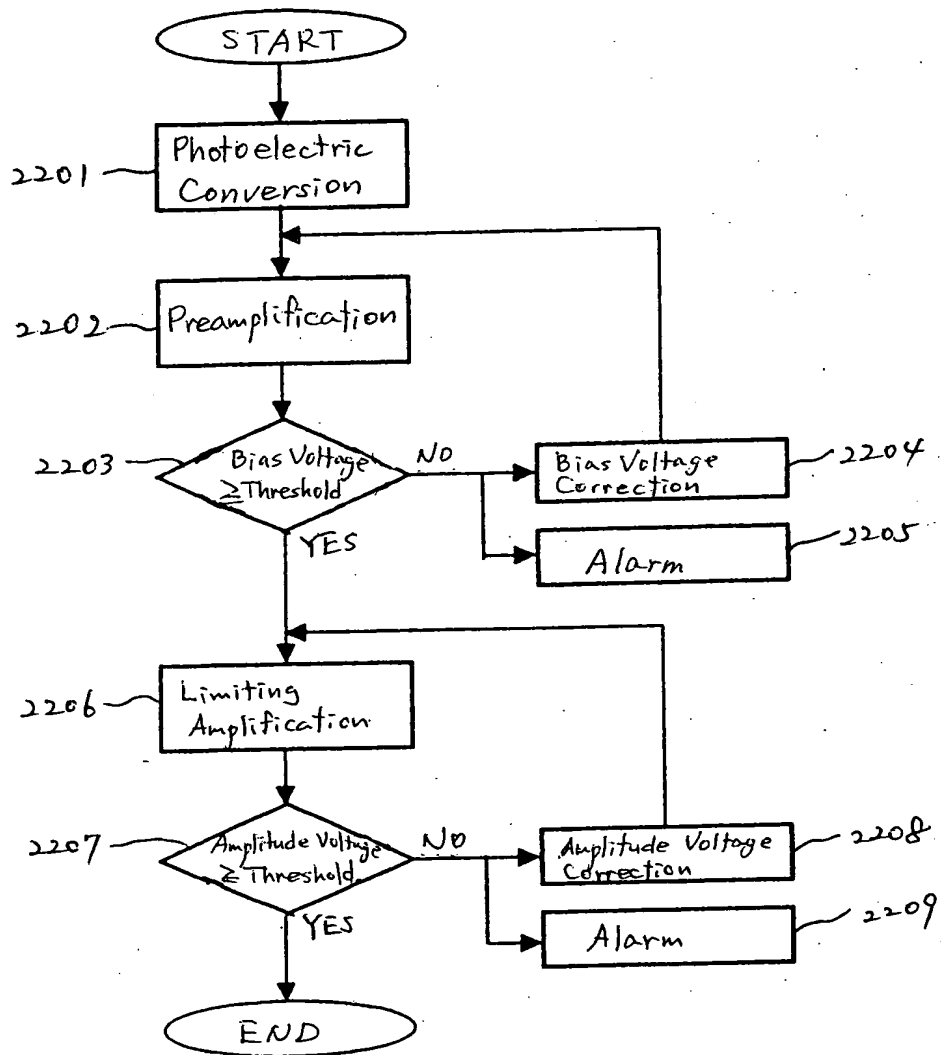 START
2201
Photoelectric
Conversion
2202
Preamplification
2203
Bias Voltage
≧Threshold
NO
YES
Bias Voltage
Correction
2204
Alarm
2205
2206
Limiting
Amplification
2207
Amplitude Voltage
≧ Threshold
NO
YES
Amplitude Voltage
Correction
2208
Alarm
2209
END